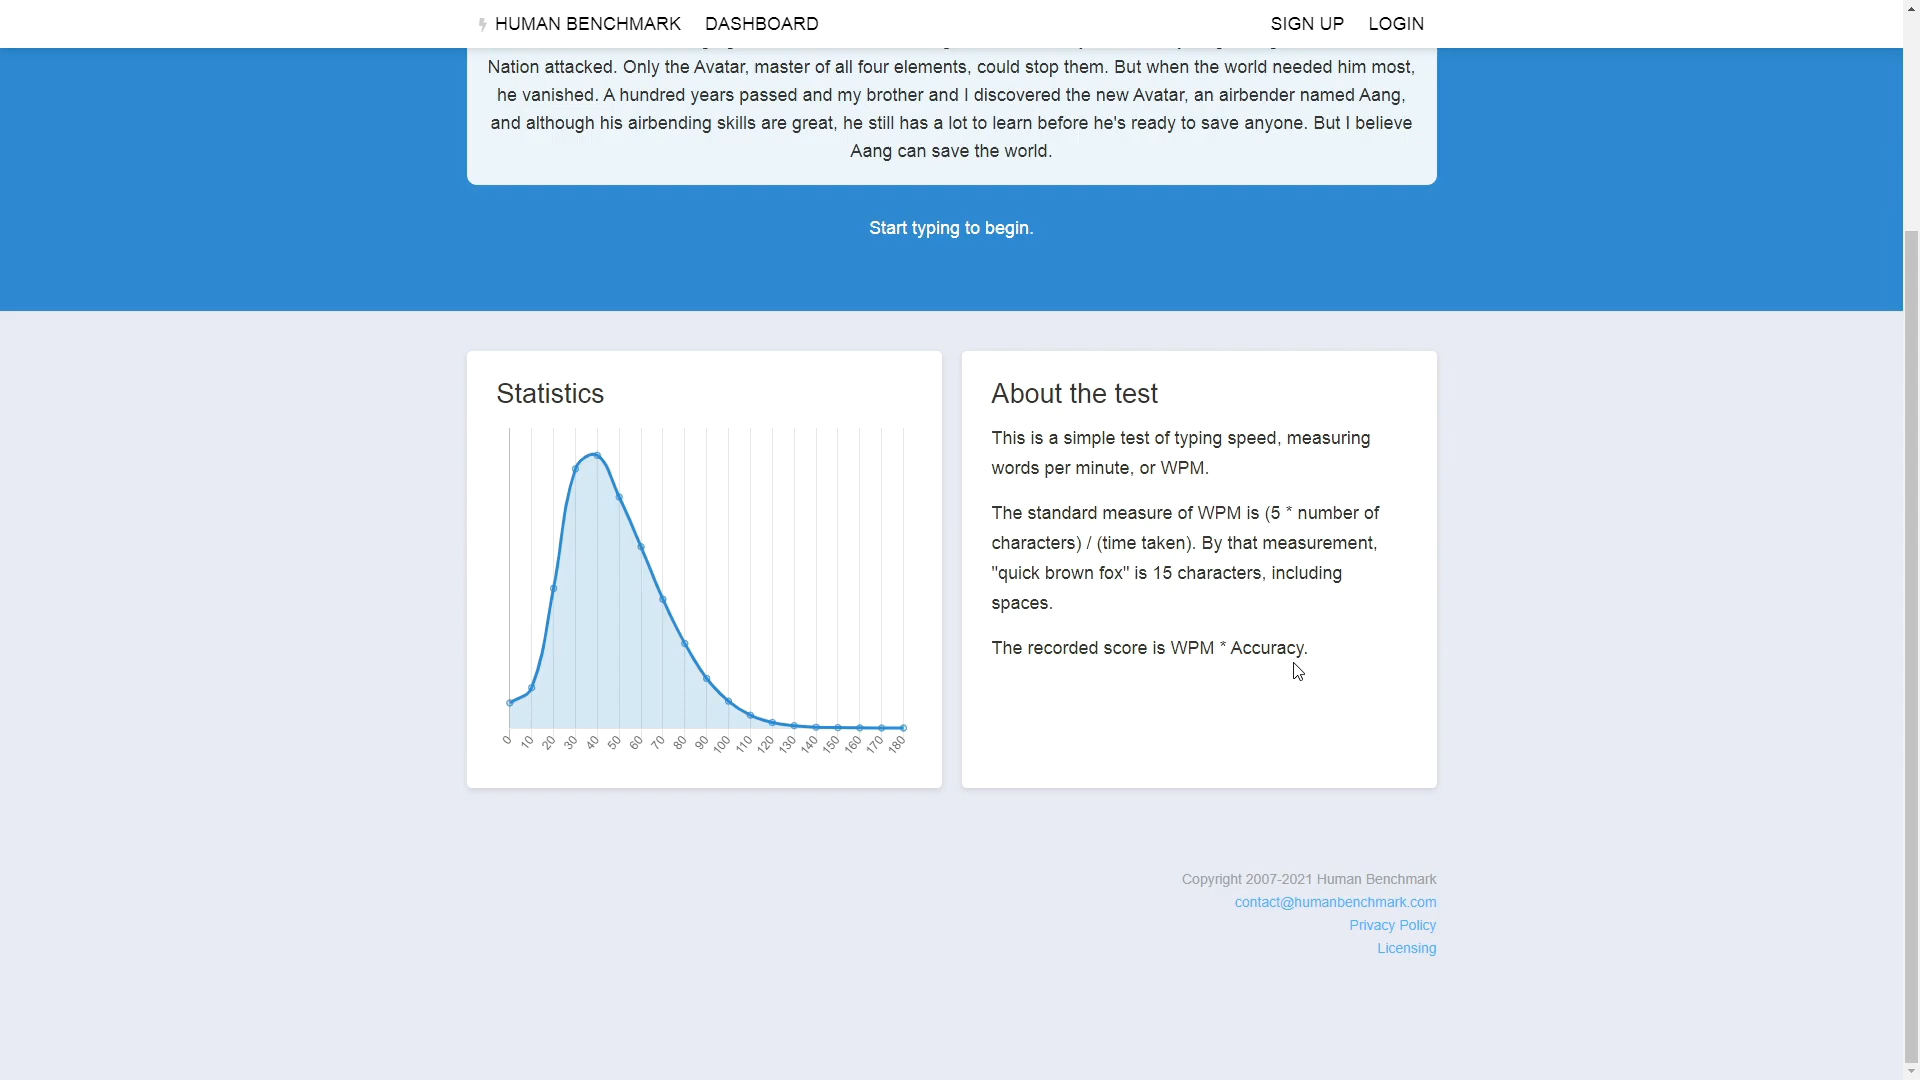 HUMAN BENCHMARK DASHBOARD SIGN UP LOGIN
Nation attacked. Only the Avatar, master of all four elements, could stop them. But when the world needed him most,
he vanished. A hundred years passed and my brother and I discovered the new Avatar, an airbender named Aang,
and although his airbending skills are great, he still has a lot to learn before he's ready to save anyone. But I believe
Aang can save the world.
Start typing to begin.
Statistics
0 10 20 30 40 50 60 70 80 90 100 110 120 130 140 150 160 170 180
About the test
This is a simple test of typing speed, measuring
words per minute, or WPM.
The standard measure of WPM is (5 * number of
characters) / (time taken). By that measurement,
"quick brown fox" is 15 characters, including
spaces.
The recorded score is WPM * Accuracy.
Copyright 2007-2021 Human Benchmark
contact@humanbenchmark.com
Privacy Policy
Licensing